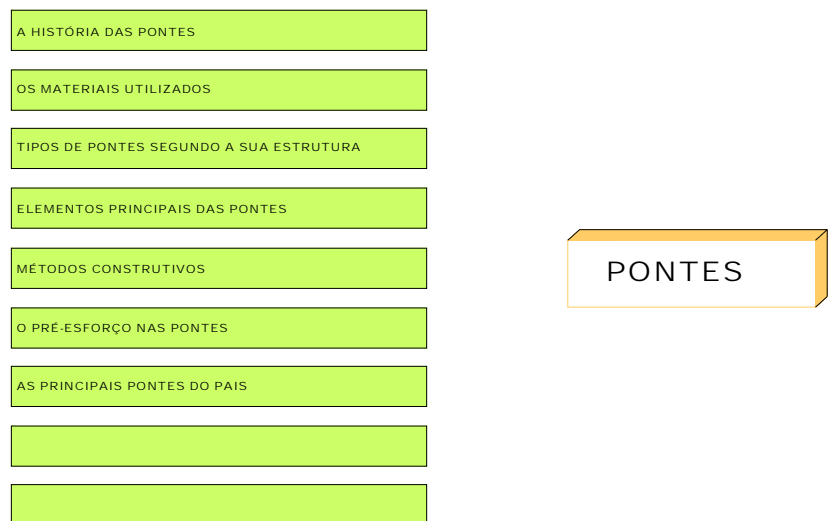 A HISTÓRIA DAS PONTES
OS MATERIAIS UTILIZADOS
TIPOS DE PONTES SEGUNDO A SUA ESTRUTURA
ELEMENTOS PRINCIPAIS DAS PONTES
MÉTODOS CONSTRUTIVOS
O PRÉ-ESFORÇO NAS PONTES
AS PRINCIPAIS PONTES DO PAIS
PONTES